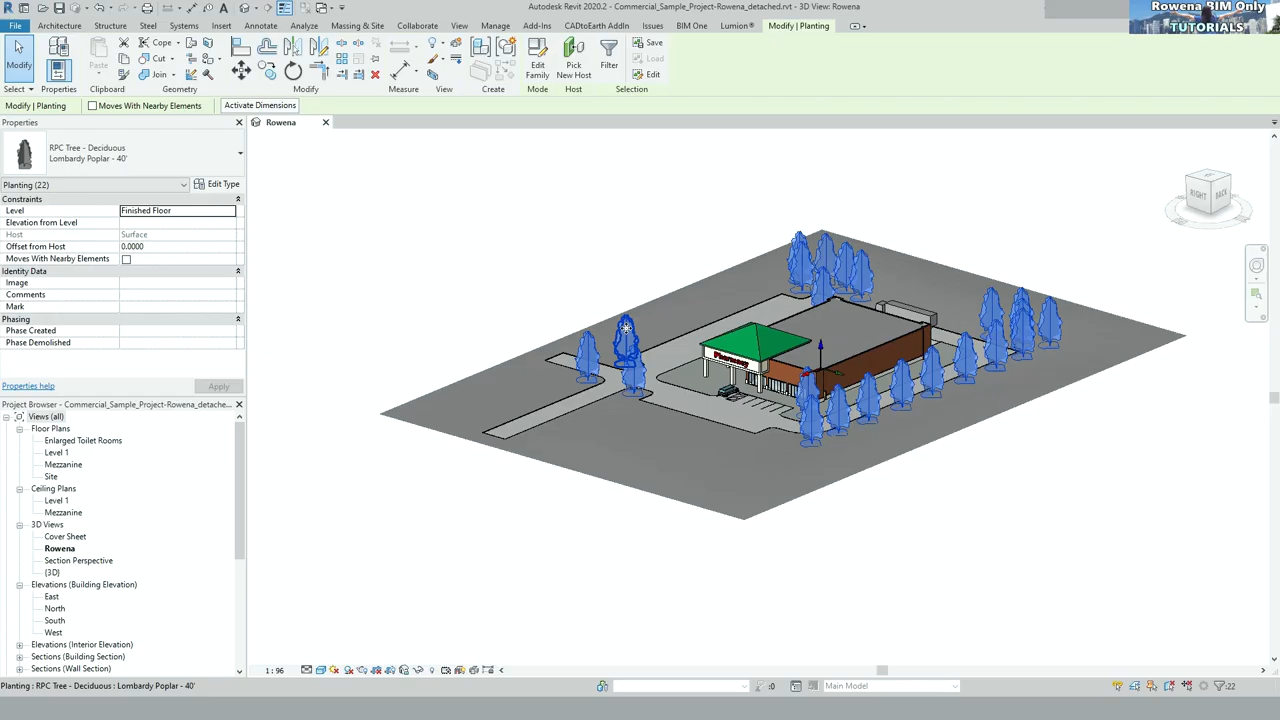 Autodesk Revit 2020.2 - Commercial_Sample_Project-Rowena_detached.rvt - 3D View: Rowena
Rowena BIM Only
TUTORIALS
File
Architecture
Structure
Steel
Systems
Insert
Annotate
Analyze
Massing & Site
Collaborate
View
Manage
Add-Ins
CADtoEarth AddIn
Issues
BIM One
Lumion®
Modify | Planting
Modify
Paste
Cope
Cut
Join
Edit
Family
Pick
New Host
Filter
Save
Load
Edit
Select
Properties
Clipboard
Geometry
Modify
Measure
View
Create
Mode
Host
Selection
Modify | Planting
Moves With Nearby Elements
Activate Dimensions
Properties
Rowena
RPC Tree - Deciduous
Lombardy Poplar - 40'
Planting (22)
Edit Type
Constraints
Level
Finished Floor
Elevation from Level
Host
Surface
Offset from Host
0.0000
Moves With Nearby Elements
Identity Data
Image
Comments
Mark
Phasing
Phase Created
Phase Demolished
Properties help
Apply
RIGHT
BACK
Pharmacy
Project Browser - Commercial_Sample_Project-Rowena_detache...
Views (all)
Floor Plans
Enlarged Toilet Rooms
Level 1
Mezzanine
Site
Ceiling Plans
Level 1
Mezzanine
3D Views
Cover Sheet
Rowena
Section Perspective
{3D}
Elevations (Building Elevation)
East
North
South
West
Elevations (Interior Elevation)
Sections (Building Section)
Sections (Wall Section)
1 : 96
Planting : RPC Tree - Deciduous : Lombardy Poplar - 40'
:0
Main Model
:22